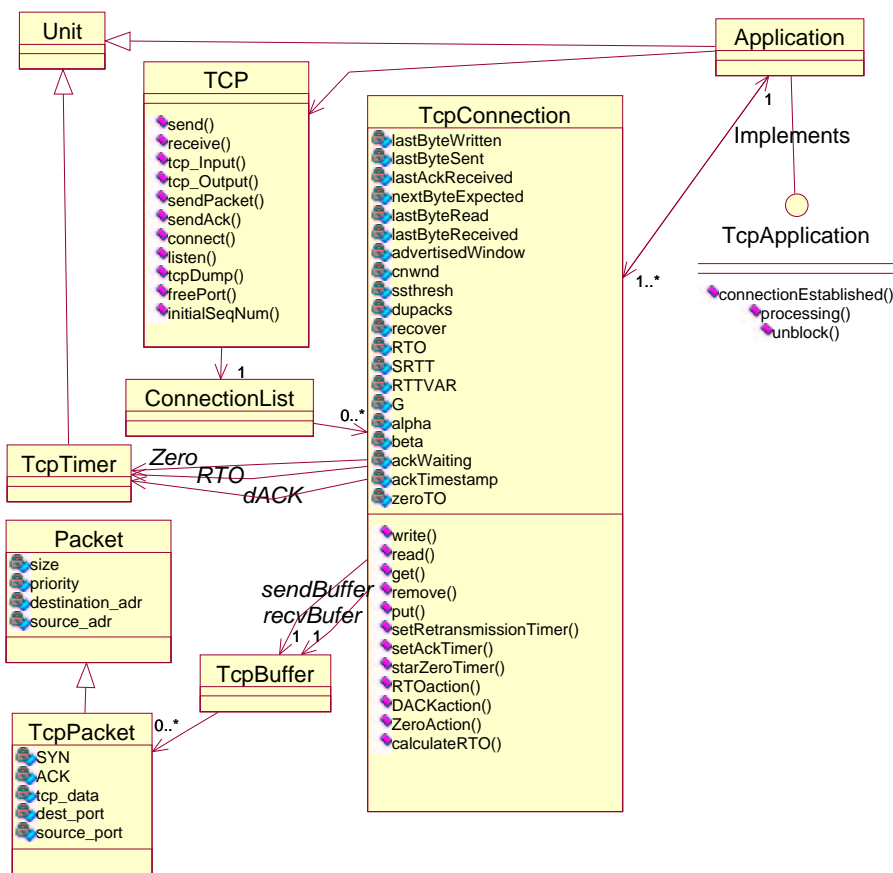 Unit
Application
TCP
send()
receive()
tcp_Input()
tcp_Output()
sendPacket()
sendAck()
connect()
listen()
tcpDump()
freePort()
initialSeqNum()
TcpConnection
lastByteWritten
lastByteSent
lastAckReceived
nextByteExpected
lastByteRead
lastByteReceived
advertisedWindow
cnwnd
ssthresh
dupacks
recover
RTO
SRTT
RTTVAR
G
alpha
beta
ackWaiting
ackTimestamp
zeroTO
write()
read()
get()
remove()
put()
setRetransmissionTimer()
setAckTimer()
starZeroTimer()
RTOaction()
DACKaction()
ZeroAction()
calculateRTO()
1
Implements
1..*
TcpApplication
connectionEstablished()
processing()
unblock()
1
ConnectionList
0..*
TcpTimer
Zero
RTO
dACK
Packet
size
priority
destination_adr
source_adr
sendBuffer
recvBufer
1
1
TcpBuffer
0..*
TcpPacket
SYN
ACK
tcp_data
dest_port
source_port